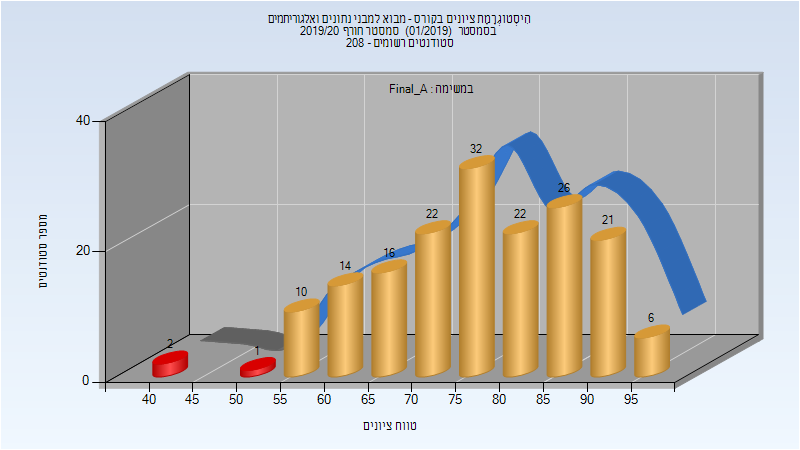 היסטוגרמת ציונים בקורס - מבוא למבני נתונים ואלגוריתמים
בסמסטר (01/2019) סמסטר חורף 2019/20
סטודנטים רשומים - 208
במשימה : Final_A
מספר סטודנטים
40
20
0
2
1
10
14
16
22
32
22
26
21
6
40 45 50 55 60 65 70 75 80 85 90 95
טווח ציונים